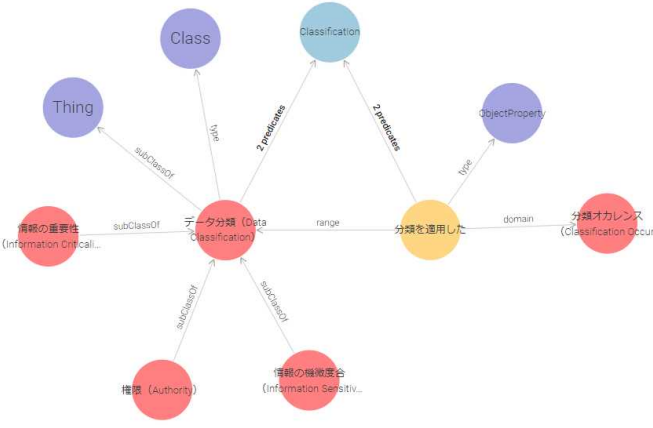 Class
Classification
Thing
ObjectProperty
type
2 predicates
2 predicates
type
subClassOf
情報の重要性
（Information Criticali...
subClassOf
データ分類（Data
Classification）
range
分類を適用した
domain
分類オカレンス
（Classification Occur
subClassOf
subClassOf
権限（Authority）
情報の機微度合
（Information Sensitiv...